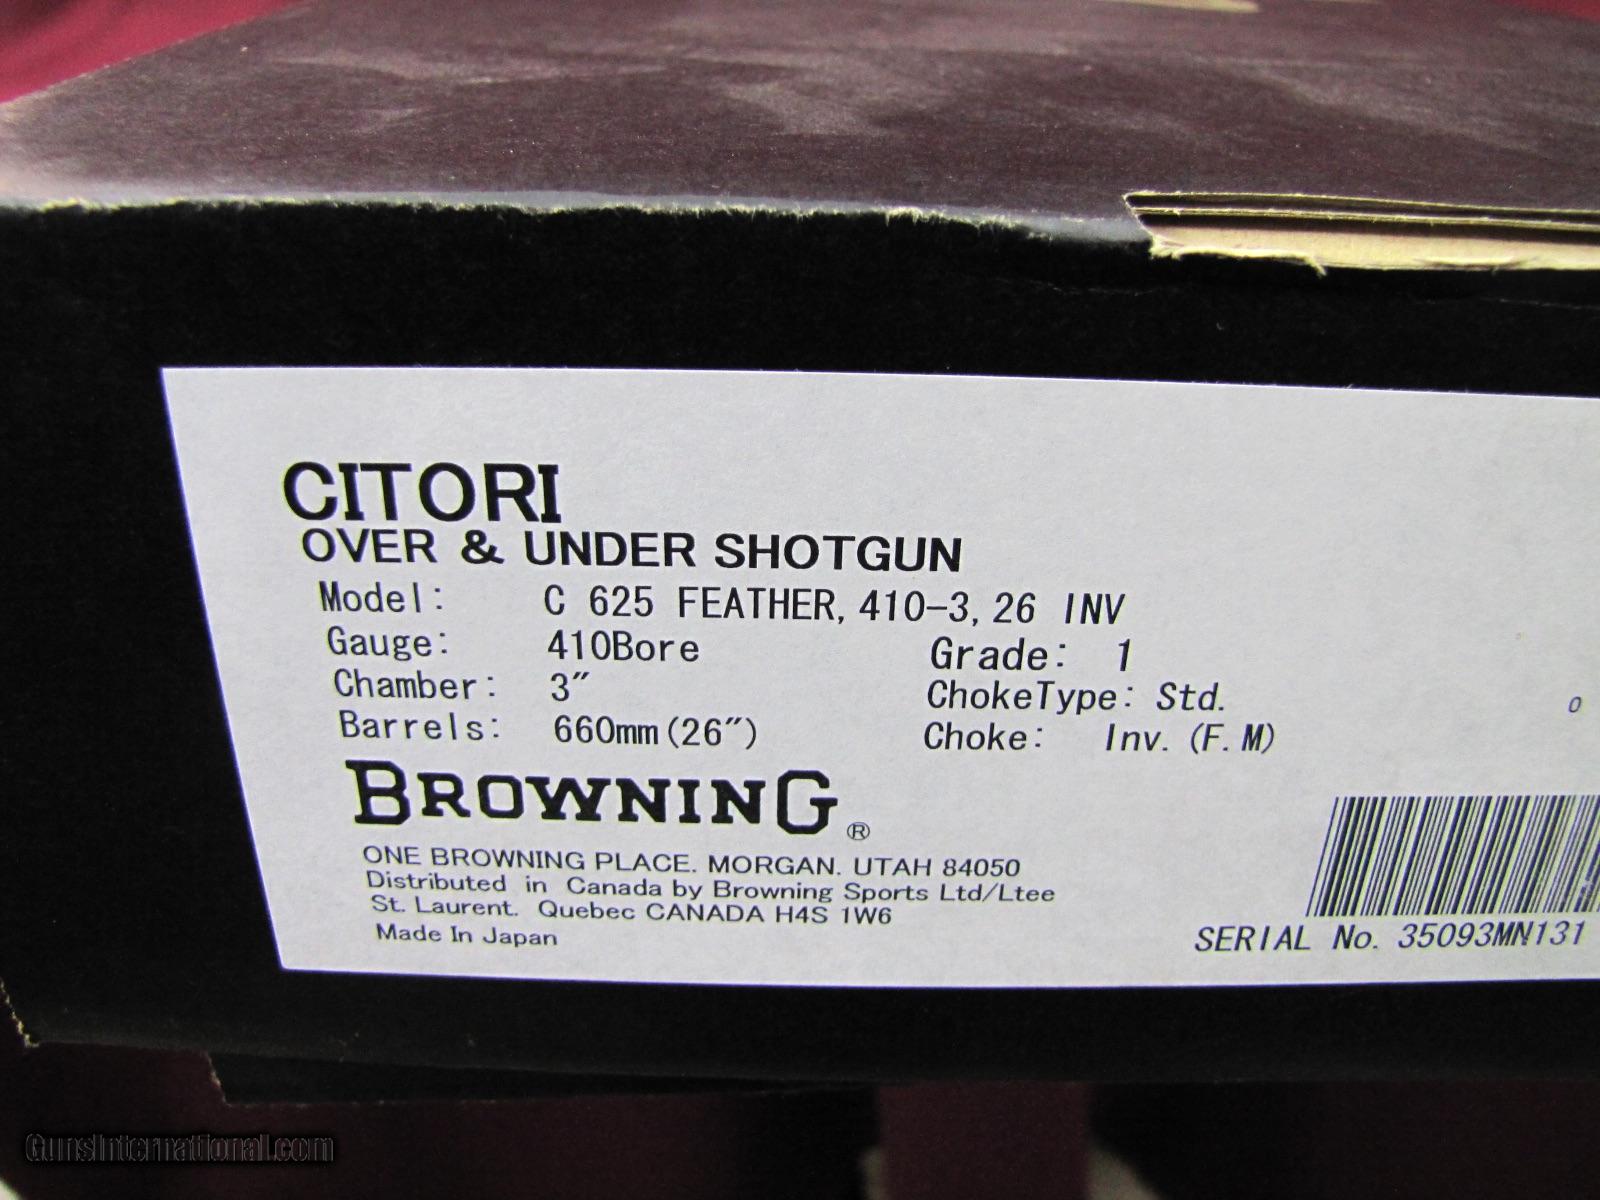 CITORI
OVER & UNDER SHOTGUN
Model: C 625 FEATHER, 410-3, 26 INV
Gauge: 410Bore Grade: 1
Chamber: 3" ChokeType: Std.
Barrels: 660mm(26") Choke: Inv. (F. M)
0
BROWNING®
ONE BROWNING PLACE. MORGAN. UTAH 84050
Distributed in Canada by Browning Sports Ltd/Ltee
St. Laurent. Quebec CANADA H4S 1W6
Made In Japan
SERIAL No. 35093MN131
GunsInternational.com